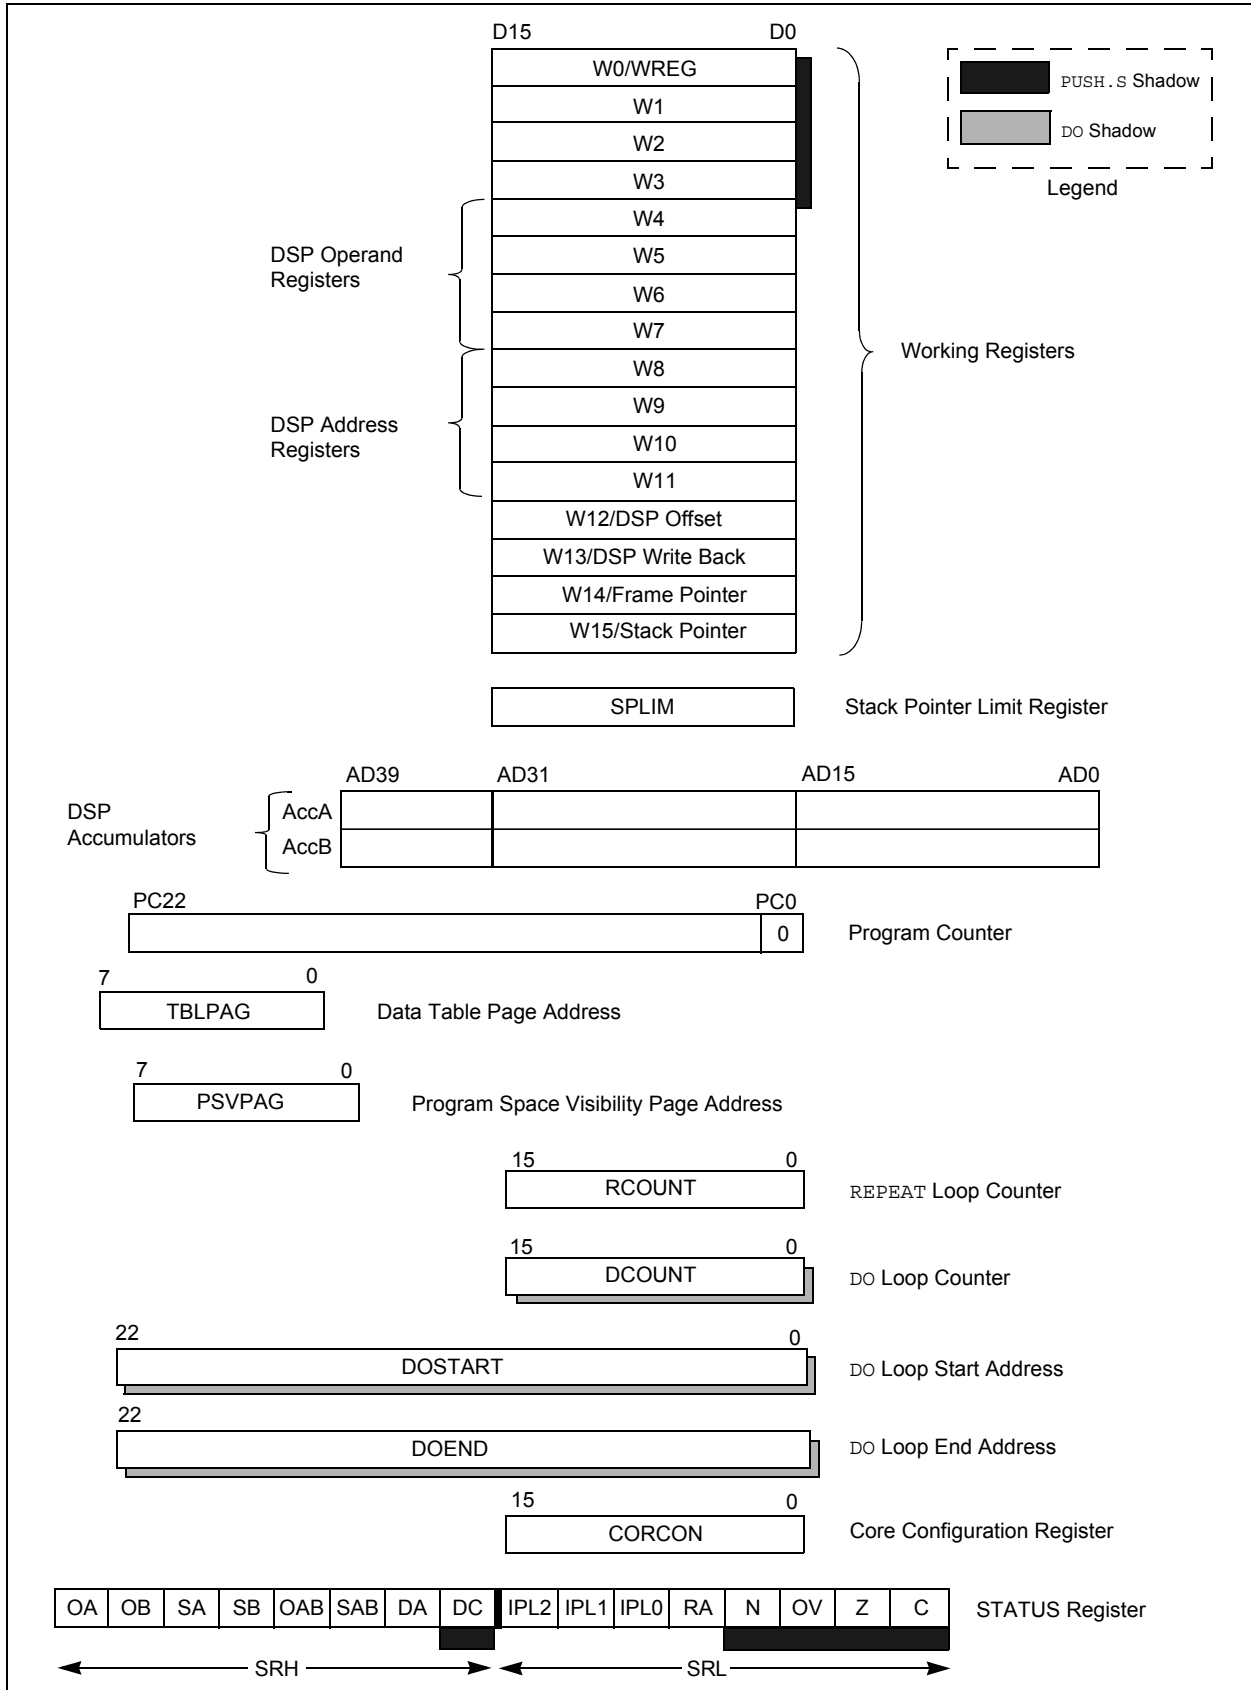 D15 D0
W0/WREG
PUSH.S Shadow
W1
DO Shadow
W2
W3
Legend
W4
DSP Operand
Registers
W5
W6
W7
Working Registers
W8
W9
DSP Address
Registers
W10
W11
W12/DSP Offset
W13/DSP Write Back
W14/Frame Pointer
W15/Stack Pointer
SPLIM Stack Pointer Limit Register
AD39 AD31 AD15 AD0
DSP
Accumulators
AccA
AccB
PC22 PC0
0 Program Counter
7 0
TBLPAG Data Table Page Address
7 0
PSVPAG Program Space Visibility Page Address
15 0
RCOUNT REPEAT Loop Counter
15 0
DCOUNT DO Loop Counter
22 0
DOSTART DO Loop Start Address
22
DOEND DO Loop End Address
15 0
CORCON Core Configuration Register
OA OB SA SB OAB SAB DA DC IPL2 IPL1 IPL0 RA N OV Z C STATUS Register
SRH SRL